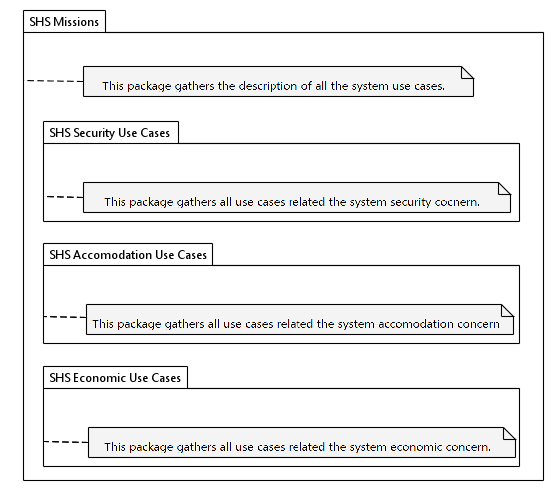 SHS Missions
This package gathers the description of all the system use cases.
SHS Security Use Cases
This package gathers all use cases related the system security cocnern.
SHS Accomodation Use Cases
This package gathers all use cases related the system accomodation concern
SHS Economic Use Cases
This package gathers all use cases related the system economic concern.